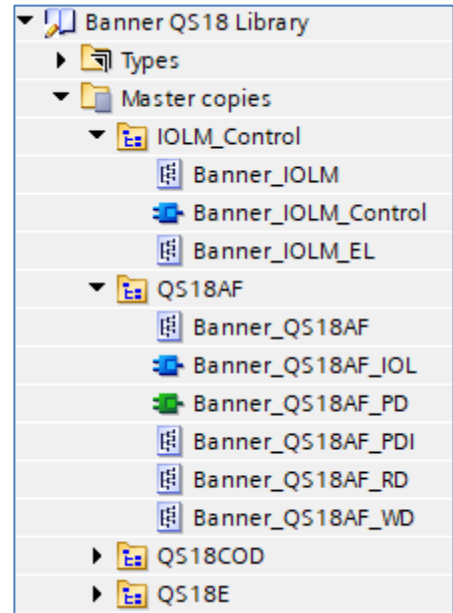 Banner QS18 Library
Types
Master copies
IOLM_Control
Banner_IOLM
Banner_IOLM_Control
Banner_IOLM_EL
QS18AF
Banner_QS18AF
Banner_QS18AF_IOL
Banner_QS18AF_PD
Banner_QS18AF_PDI
Banner_QS18AF_RD
Banner_QS18AF_WD
QS18COD
QS18E